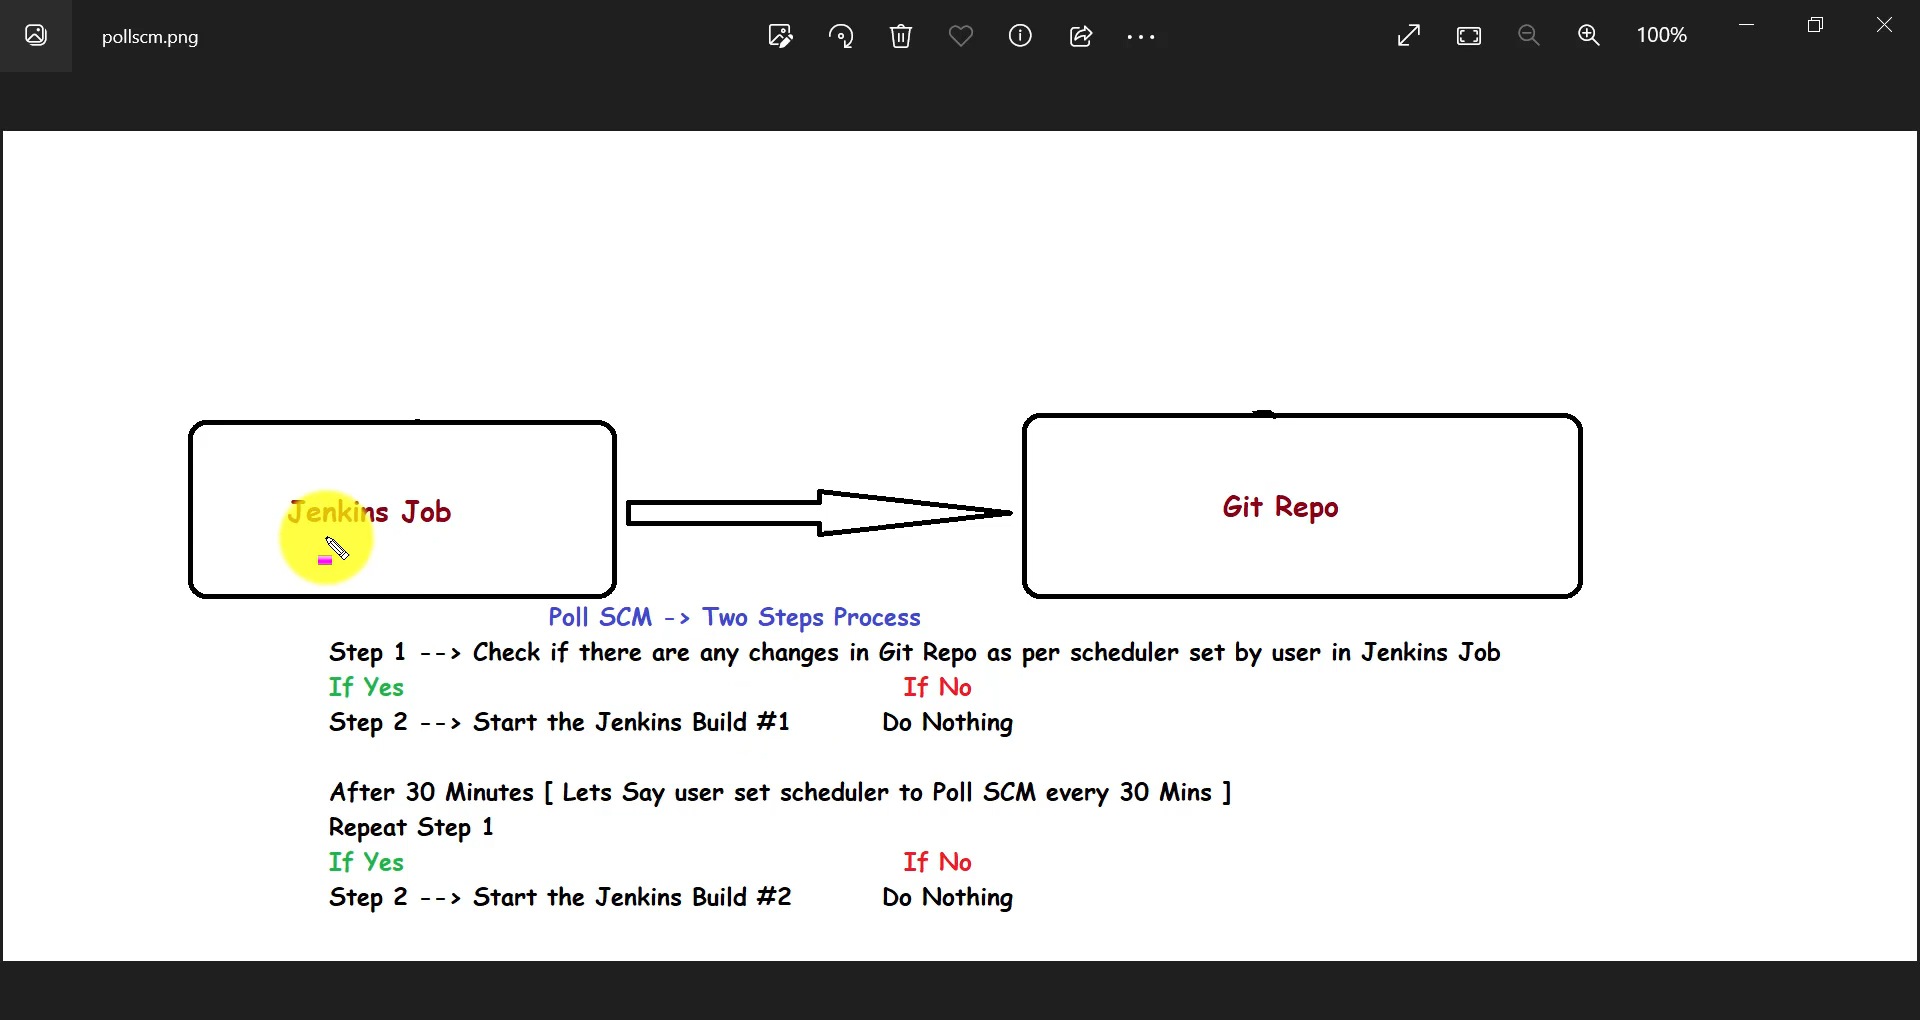 pollscm.png
100%
Jenkins Job
Git Repo
Poll SCM -> Two Steps Process
Step 1 --> Check if there are any changes in Git Repo as per scheduler set by user in Jenkins Job
If Yes If No
Step 2 --> Start the Jenkins Build #1 Do Nothing
After 30 Minutes [ Lets Say user set scheduler to Poll SCM every 30 Mins ]
Repeat Step 1
If Yes If No
Step 2 --> Start the Jenkins Build #2 Do Nothing